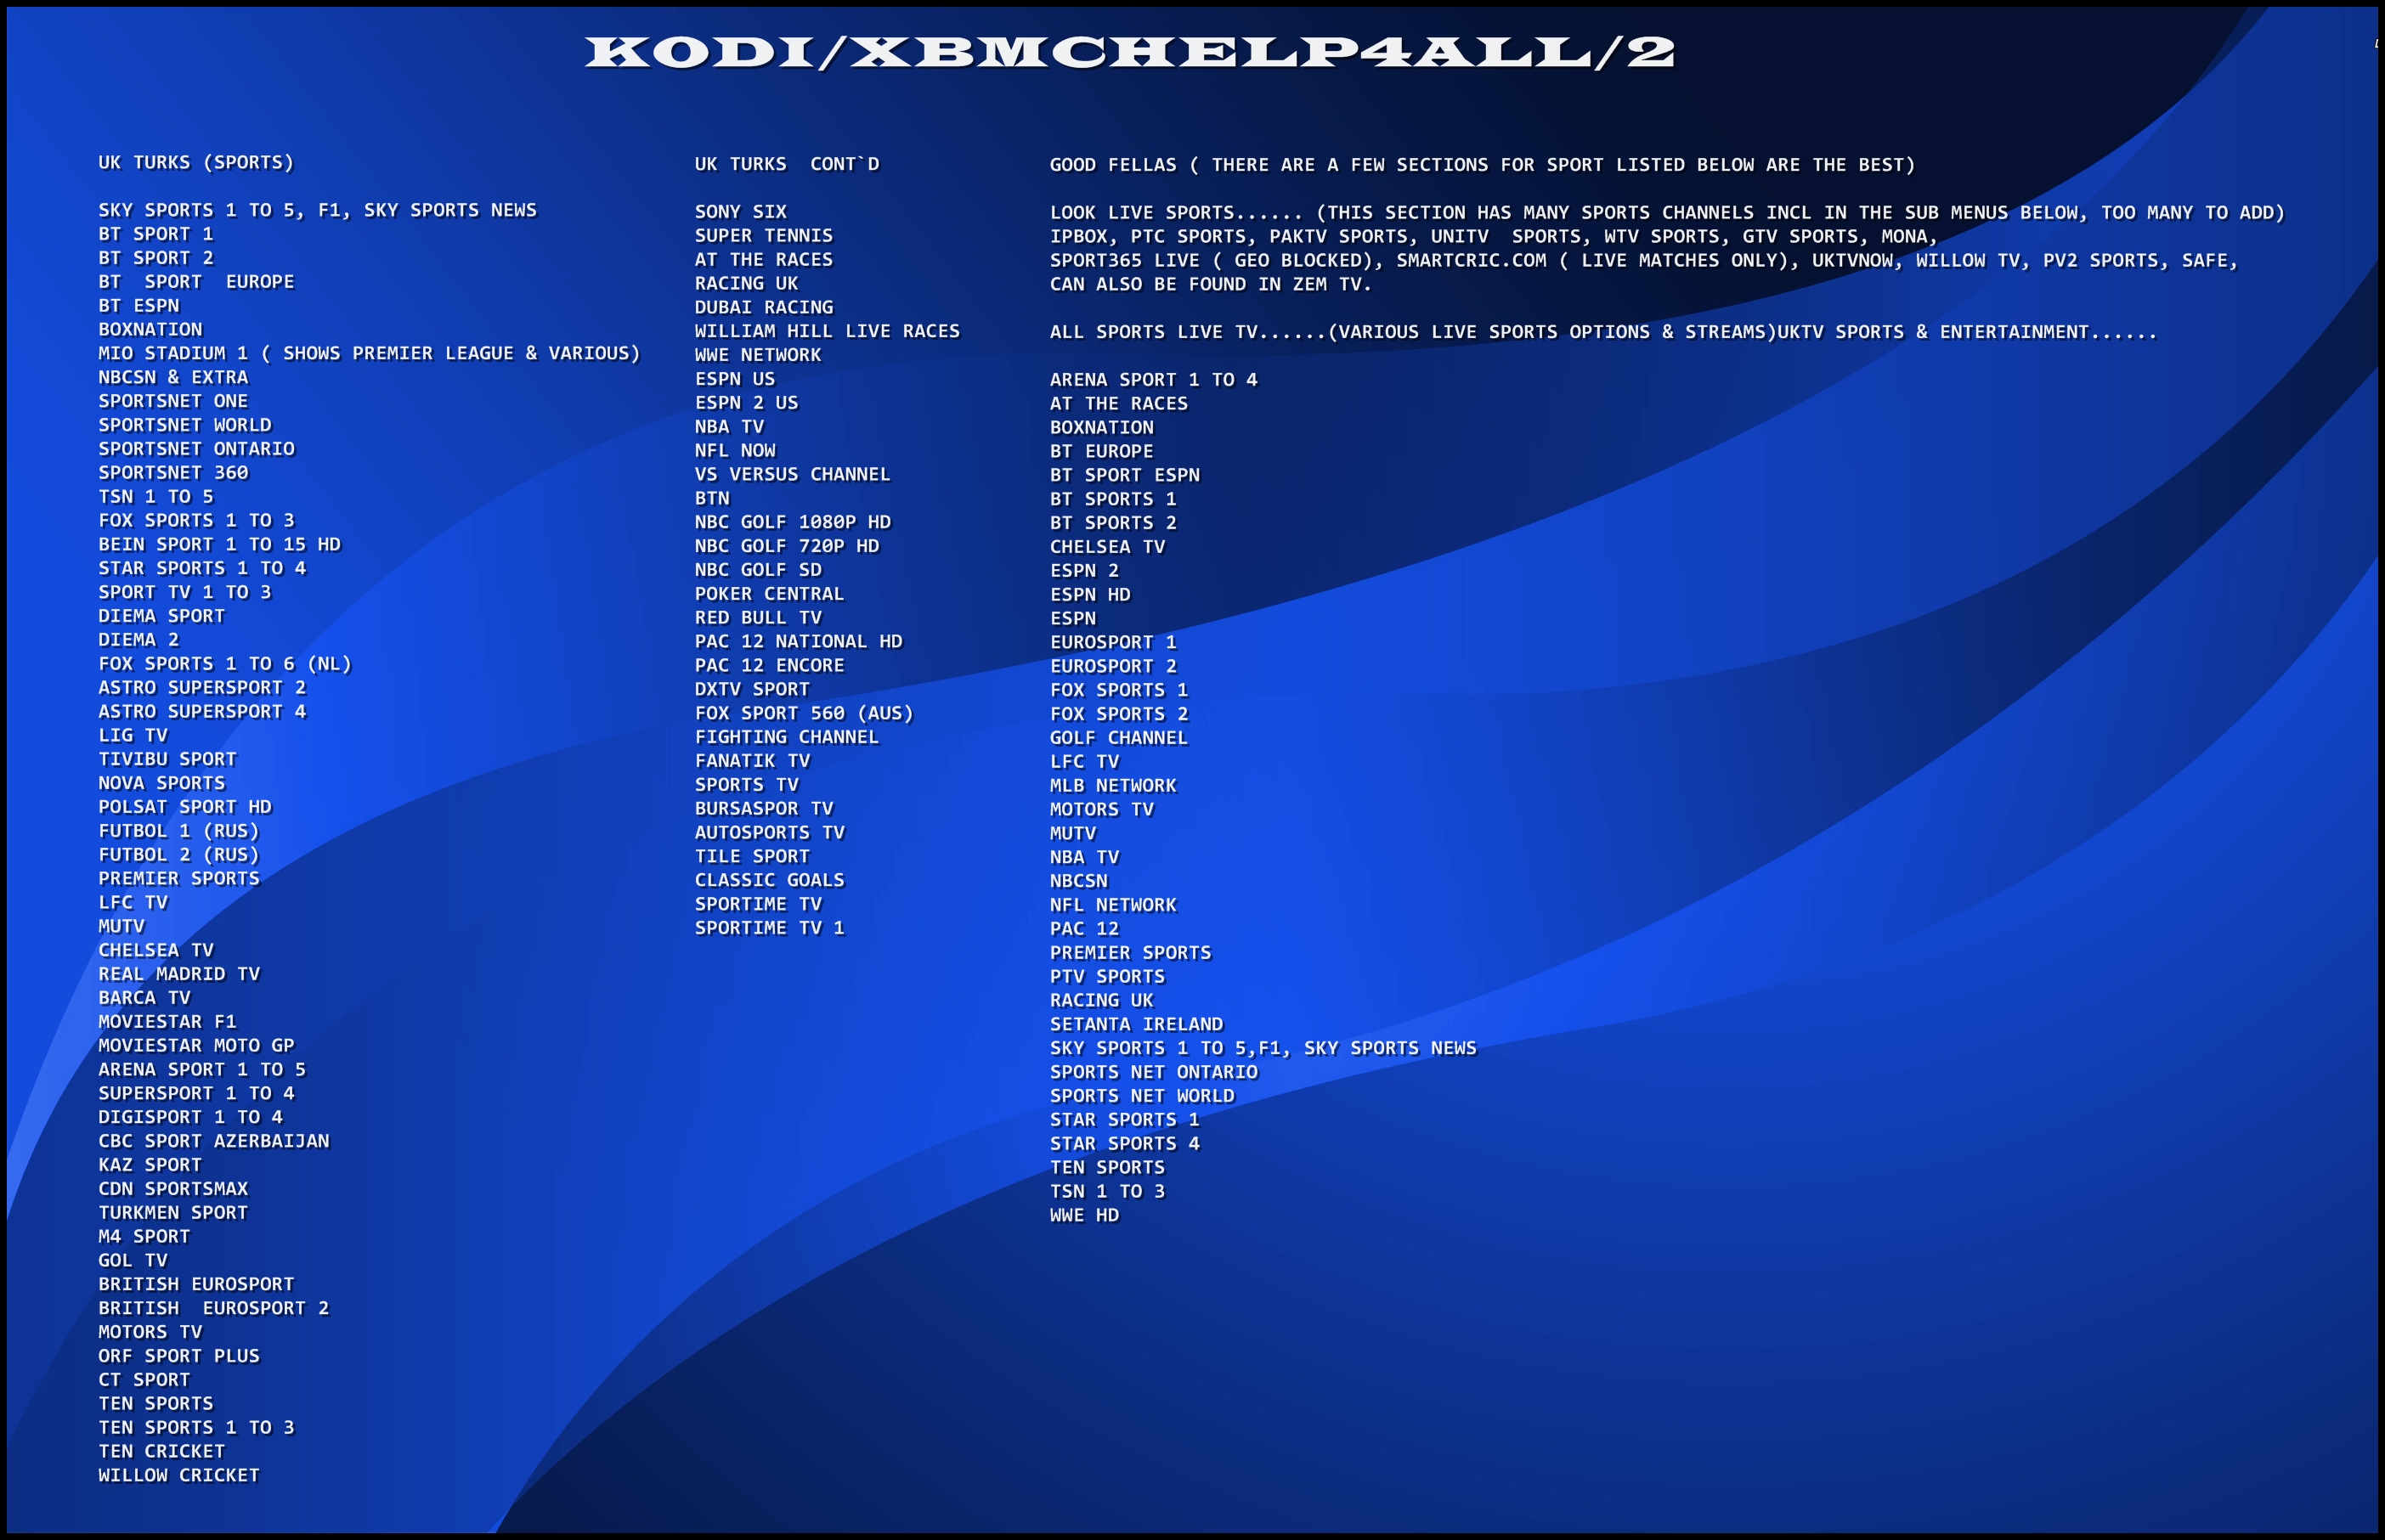 KODI/XBMCHELP4ALL/2
UK TURKS (SPORTS)
SKY SPORTS 1 TO 5, F1, SKY SPORTS NEWS
BT SPORT 1
BT SPORT 2
BT  SPORT  EUROPE
BT ESPN
BOXNATION
MIO STADIUM 1 ( SHOWS PREMIER LEAGUE & VARIOUS)
NBCSN & EXTRA
SPORTSNET ONE
SPORTSNET WORLD
SPORTSNET ONTARIO
SPORTSNET 360
TSN 1 TO 5
FOX SPORTS 1 TO 3
BEIN SPORT 1 TO 15 HD
STAR SPORTS 1 TO 4
SPORT TV 1 TO 3
DIEMA SPORT
DIEMA 2
FOX SPORTS 1 TO 6 (NL)
ASTRO SUPERSPORT 2
ASTRO SUPERSPORT 4
LIG TV
TIVIBU SPORT
NOVA SPORTS
POLSAT SPORT HD
FUTBOL 1 (RUS)
FUTBOL 2 (RUS)
PREMIER SPORTS
LFC TV
MUTV
CHELSEA TV
REAL MADRID TV
BARCA TV
MOVIESTAR F1
MOVIESTAR MOTO GP
ARENA SPORT 1 TO 5
SUPERSPORT 1 TO 4
DIGISPORT 1 TO 4
CBC SPORT AZERBAIJAN
KAZ SPORT
CDN SPORTSMAX
TURKMEN SPORT
M4 SPORT
GOL TV
BRITISH EUROSPORT
BRITISH  EUROSPORT 2
MOTORS TV
ORF SPORT PLUS
CT SPORT
TEN SPORTS
TEN SPORTS 1 TO 3
TEN CRICKET
WILLOW CRICKET
UK TURKS  CONT`D
SONY SIX
SUPER TENNIS
AT THE RACES
RACING UK
DUBAI RACING
WILLIAM HILL LIVE RACES
WWE NETWORK
ESPN US
ESPN 2 US
NBA TV
NFL NOW
VS VERSUS CHANNEL
BTN
NBC GOLF 1080P HD
NBC GOLF 720P HD
NBC GOLF SD
POKER CENTRAL
RED BULL TV
PAC 12 NATIONAL HD
PAC 12 ENCORE
DXTV SPORT
FOX SPORT 560 (AUS)
FIGHTING CHANNEL
FANATIK TV
SPORTS TV
BURSASPOR TV
AUTOSPORTS TV
TILE SPORT
CLASSIC GOALS
SPORTIME TV
SPORTIME TV 1
GOOD FELLAS ( THERE ARE A FEW SECTIONS FOR SPORT LISTED BELOW ARE THE BEST)
LOOK LIVE SPORTS...... (THIS SECTION HAS MANY SPORTS CHANNELS INCL IN THE SUB MENUS BELOW, TOO MANY TO ADD)
IPBOX, PTC SPORTS, PAKTV SPORTS, UNITV  SPORTS, WTV SPORTS, GTV SPORTS, MONA,
SPORT365 LIVE ( GEO BLOCKED), SMARTCRIC.COM ( LIVE MATCHES ONLY), UKTVNOW, WILLOW TV, PV2 SPORTS, SAFE,
CAN ALSO BE FOUND IN ZEM TV.
ALL SPORTS LIVE TV......(VARIOUS LIVE SPORTS OPTIONS & STREAMS)UKTV SPORTS & ENTERTAINMENT......
ARENA SPORT 1 TO 4
AT THE RACES
BOXNATION
BT EUROPE
BT SPORT ESPN
BT SPORTS 1
BT SPORTS 2
CHELSEA TV
ESPN 2
ESPN HD
ESPN
EUROSPORT 1
EUROSPORT 2
FOX SPORTS 1
FOX SPORTS 2
GOLF CHANNEL
LFC TV
MLB NETWORK
MOTORS TV
MUTV
NBA TV
NBCSN
NFL NETWORK
PAC 12
PREMIER SPORTS
PTV SPORTS
RACING UK
SETANTA IRELAND
SKY SPORTS 1 TO 5,F1, SKY SPORTS NEWS
SPORTS NET ONTARIO
SPORTS NET WORLD
STAR SPORTS 1
STAR SPORTS 4
TEN SPORTS
TSN 1 TO 3
WWE HD